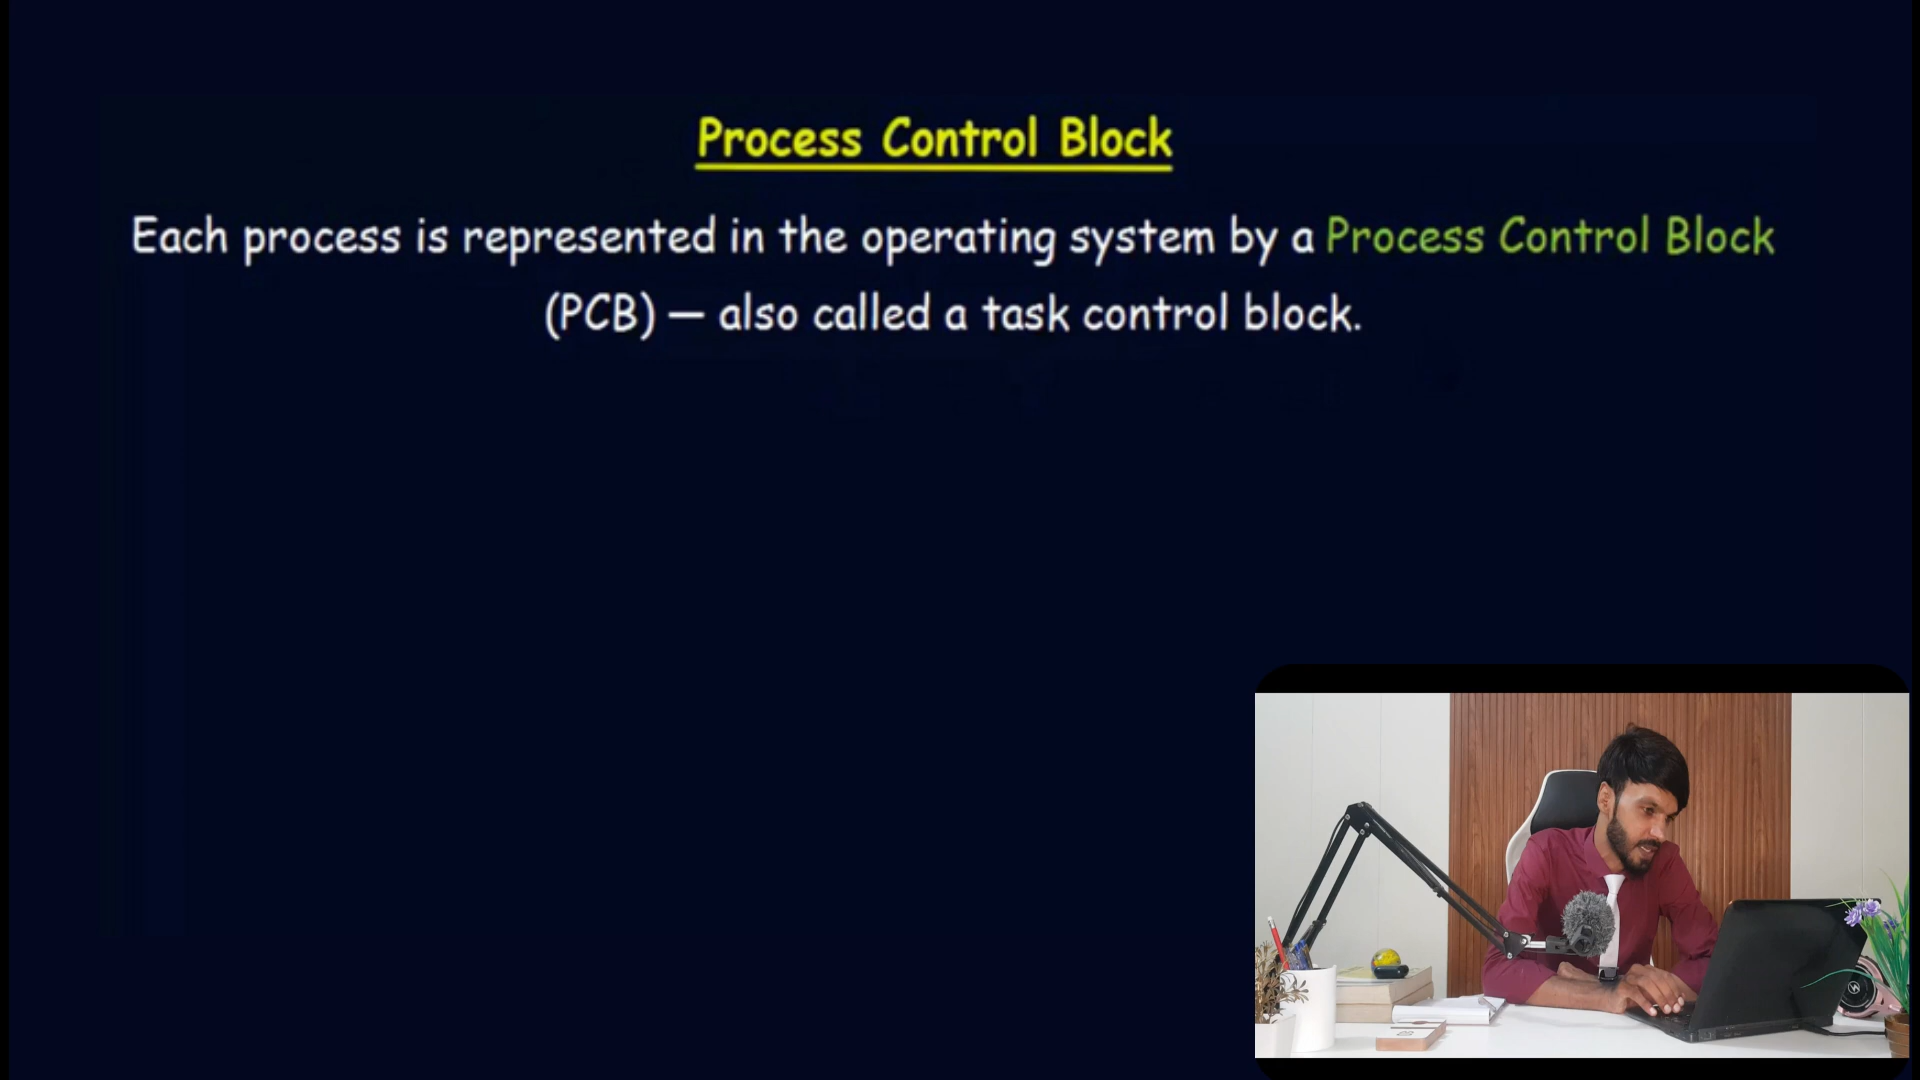 Process Control Block
Each process is represented in the operating system by a Process Control Block
(PCB) — also called a task control block.